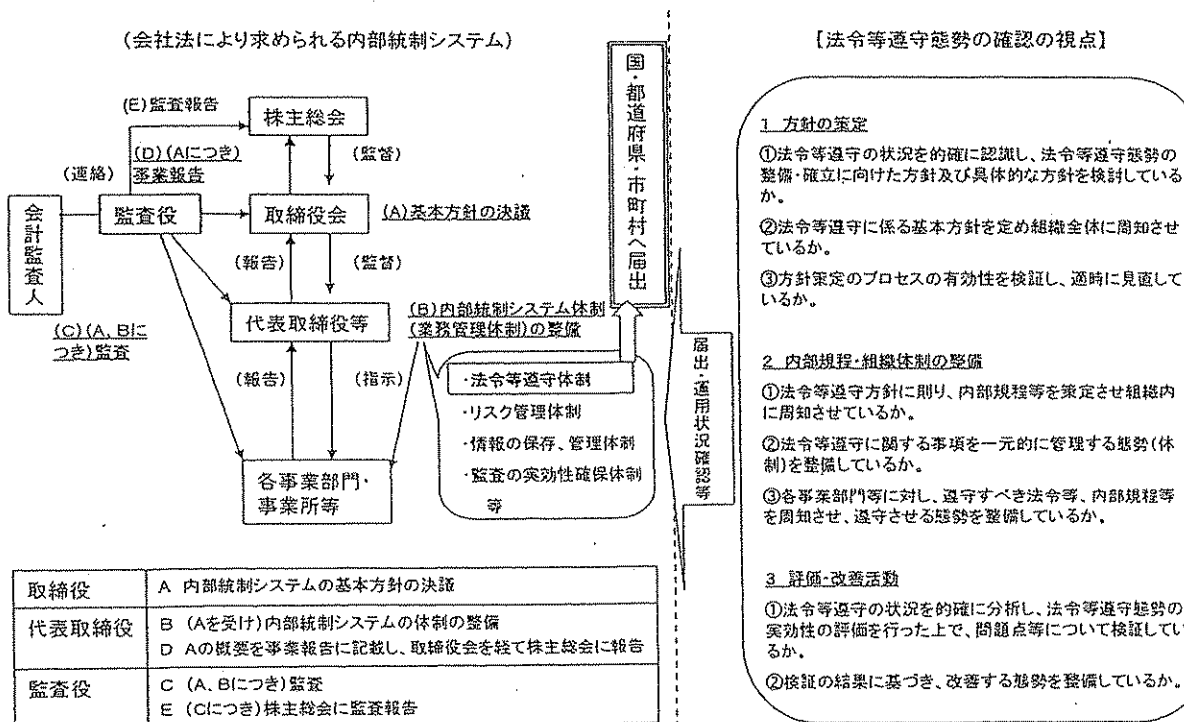 (会社法により求められる内部統制システム)
(E)監査報告
株主総会
(D)(Aにつき)
事業報告
(監督)
(連絡)
会計監査人
監査役
取締役会
(A)基本方針の決議
(報告)
(監督)
(C)(A、Bに
つき)監査
代表取締役等
(B)内部統制システム体制
(業務管理体制)の整備
(報告)
(指示)
・法令等遵守体制
・リスク管理体制
・情報の保存、管理体制
・監査の実効性確保体制
等
各事業部門・
事業所等
国・都道府県・市町村へ届出
届出・運用状況確認等
取締役
A 内部統制システムの基本方針の決議
代表取締役
B (Aを受け)内部統制システムの体制の整備
D Aの概要を事業報告に記載し、取締役会を経て株主総会に報告
監査役
C (A、Bにつき)監査
E (Cにつき)株主総会に監査報告
【法令等遵守態勢の確認の視点】
1 方針の策定
①法令等遵守の状況を的確に認識し、法令等遵守態勢の
整備・確立に向けた方針及び具体的な方針を検討している
か。
②法令等遵守に係る基本方針を定め組織全体に周知させ
ているか。
③方針策定のプロセスの有効性を検証し、適時に見直して
いるか。
2 内部規程・組織体制の整備
①法令等遵守方針に則り、内部規程等を策定させ組織内
に周知させているか。
②法令等遵守に関する事項を一元的に管理する態勢(体
制)を整備しているか。
③各事業部門等に対し、遵守すべき法令等、内部規程等
を周知させ、遵守させる態勢を整備しているか。
3 評価・改善活動
①法令等遵守の状況を的確に分析し、法令等遵守態勢の
実効性の評価を行った上で、問題点等について検証してい
るか。
②検証の結果に基づき、改善する態勢を整備しているか。